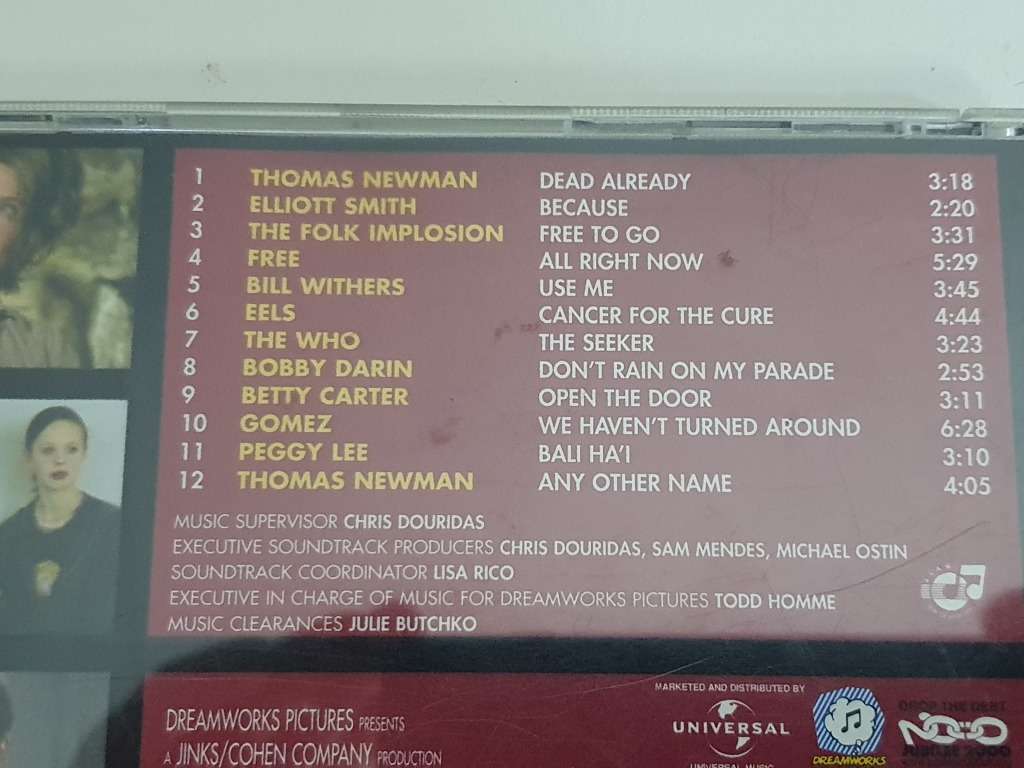 1 THOMAS NEWMAN DEAD ALREADY 3:18
2 ELLIOTT SMITH BECAUSE 2:20
3 THE FOLK IMPLOSION FREE TO GO 3:31
4 FREE ALL RIGHT NOW 5:29
5 BILL WITHERS USE ME 3:45
6 EELS CANCER FOR THE CURE 4:44
7 THE WHO THE SEEKER 3:23
8 BOBBY DARIN DON'T RAIN ON MY PARADE 2:53
9 BETTY CARTER OPEN THE DOOR 3:11
10 GOMEZ WE HAVEN'T TURNED AROUND 6:28
11 PEGGY LEE BALI HA'I 3:10
12 THOMAS NEWMAN ANY OTHER NAME 4:05
MUSIC SUPERVISOR CHRIS DOURIDAS
EXECUTIVE SOUNDTRACK PRODUCERS CHRIS DOURIDAS, SAM MENDES, MICHAEL OSTIN
SOUNDTRACK COORDINATOR LISA RICO
EXECUTIVE IN CHARGE OF MUSIC FOR DREAMWORKS PICTURES TODD HOMME
MUSIC CLEARANCES JULIE BUTCHKO
DREAMWORKS PICTURES PRESENTS
A JINKS/COHEN COMPANY PRODUCTION
MARKETED AND DISTRIBUTED BY
UNIVERSAL
UNIVERSAL MUSIC
DREAMWORKS
DROP THE DEBT
JUBILEE 2000